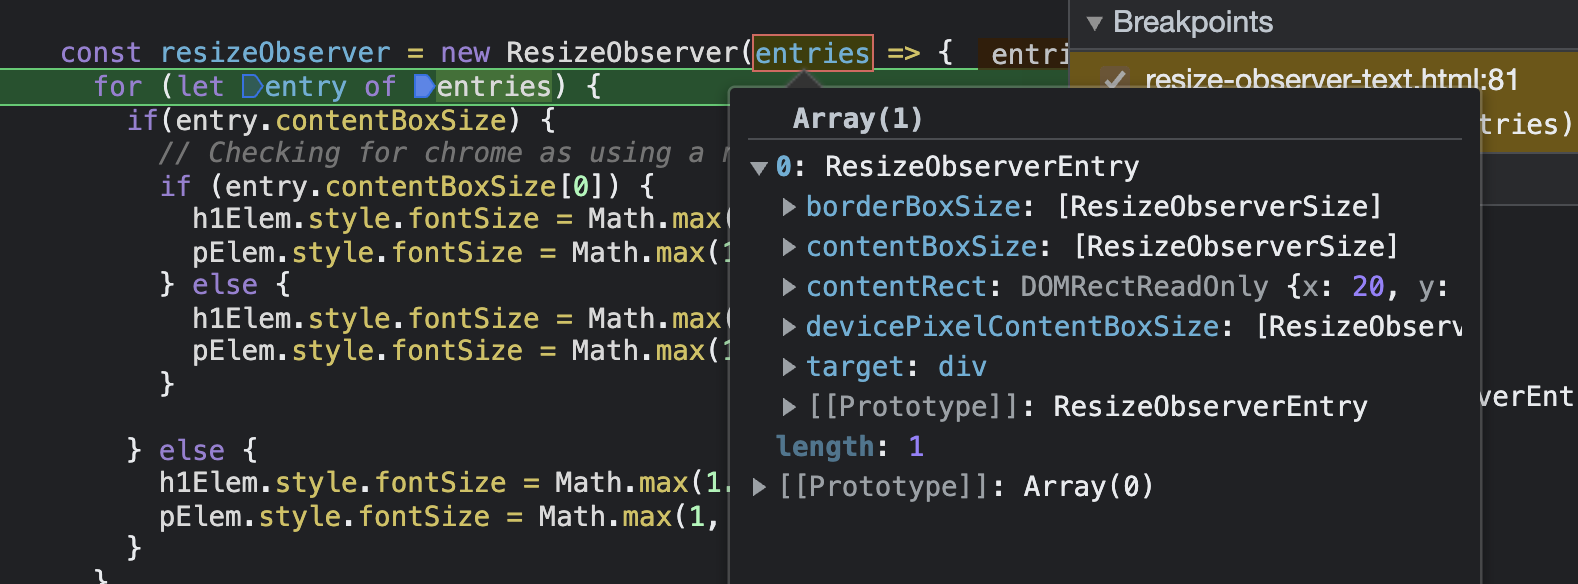 const resizeObserver = new ResizeObserver(entries => {
for (let entry of entries) {
if(entry.contentBoxSize) {
// Checking for chrome as using a
if (entry.contentBoxSize[0]) {
h1Elem.style.fontSize = Math.max(
pElem.style.fontSize = Math.max(1
} else {
h1Elem.style.fontSize = Math.max(
pElem.style.fontSize = Math.max(1
}
} else {
h1Elem.style.fontSize = Math.max(1.
pElem.style.fontSize = Math.max(1,
}
}
Breakpoints
resize-observer-text.html:81
tries)
Array(1)
0: ResizeObserverEntry
borderBoxSize: [ResizeObserverSize]
contentBoxSize: [ResizeObserverSize]
contentRect: DOMRectReadOnly {x: 20, y:
devicePixelContentBoxSize: [ResizeObserv
target: div
[[Prototype]]: ResizeObserverEntry
length: 1
[[Prototype]]: Array(0)
verEnt